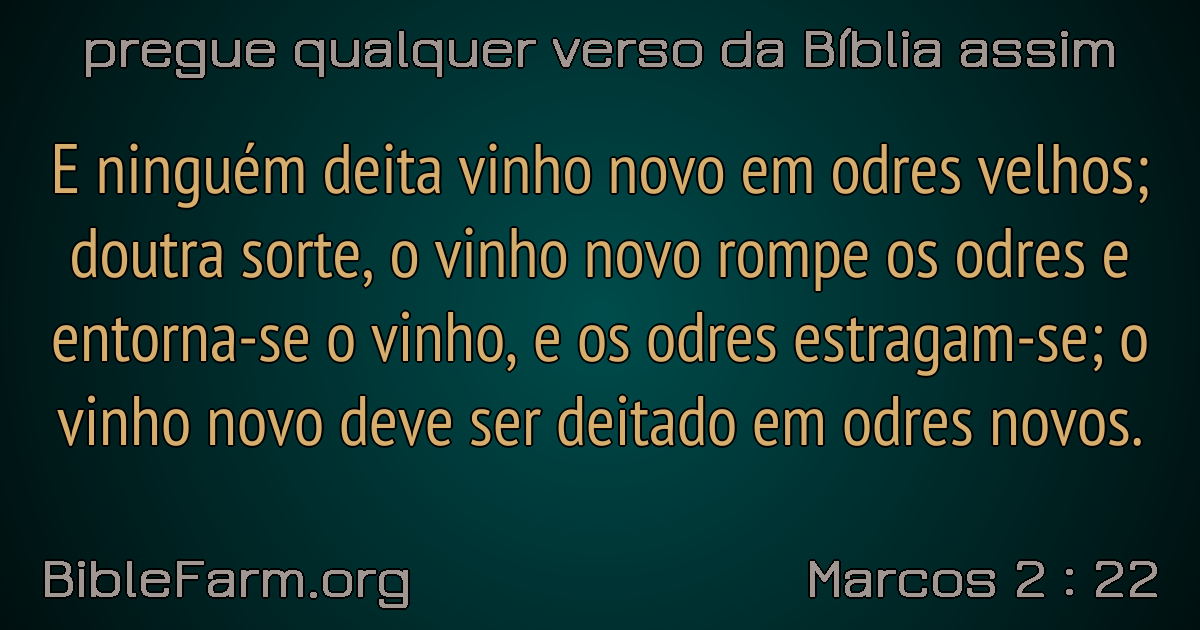 pregue qualquer verso da Bíblia assim
E ninguém deita vinho novo em odres velhos;
doutra sorte, o vinho novo rompe os odres e
entorna-se o vinho, e os odres estragam-se; o
vinho novo deve ser deitado em odres novos.
BibleFarm.org
Marcos 2 : 22